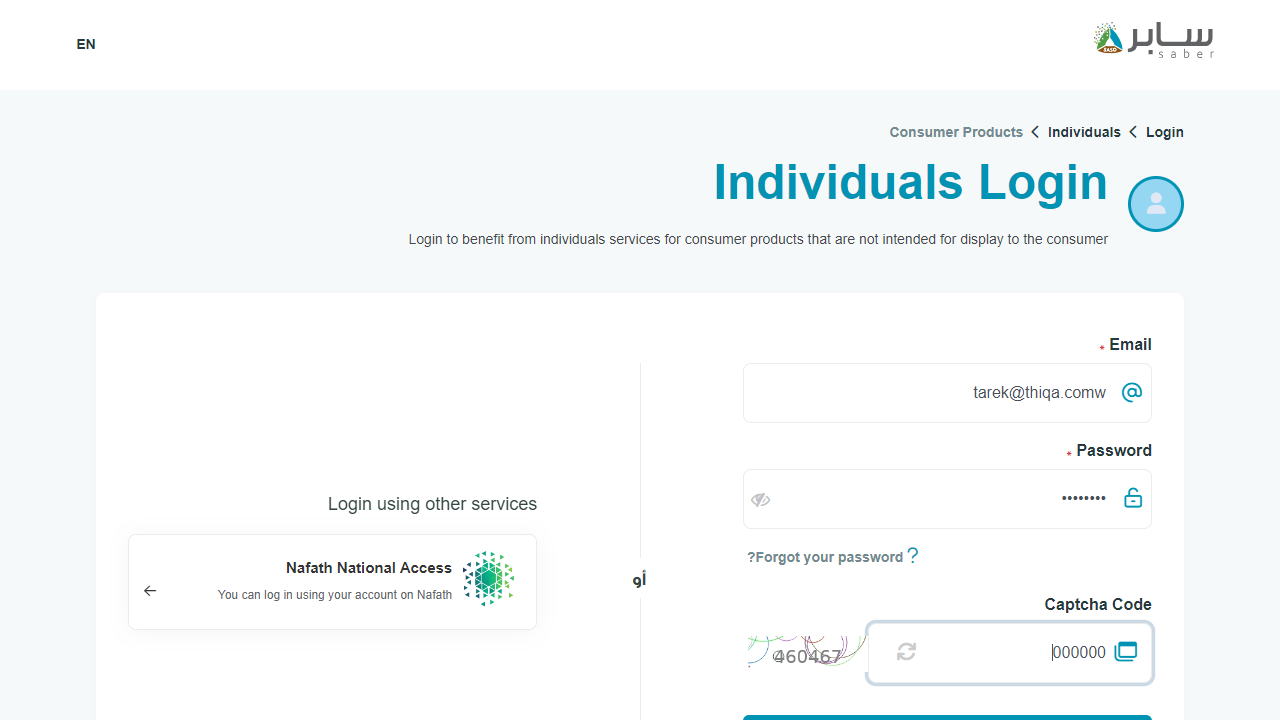 EN
سابر
saber
SASO
Consumer Products
Individuals
Login
Individuals Login
Login to benefit from individuals services for consumer products that are not intended for display to the consumer
* Email
tarek@thiqa.comw
* Password
••••••••
?Forgot your password ?
Captcha Code
000000
460467
أو
Login using other services
Nafath National Access
You can log in using your account on Nafath